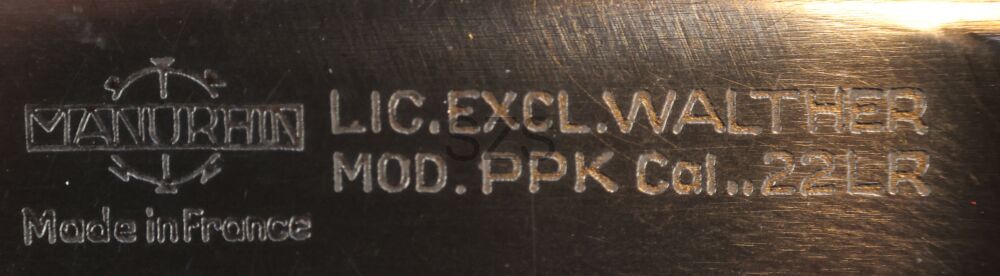 MANURHIN
Made in France
LIC.EXCL.WALTHER
MOD.PPK Cal..22LR